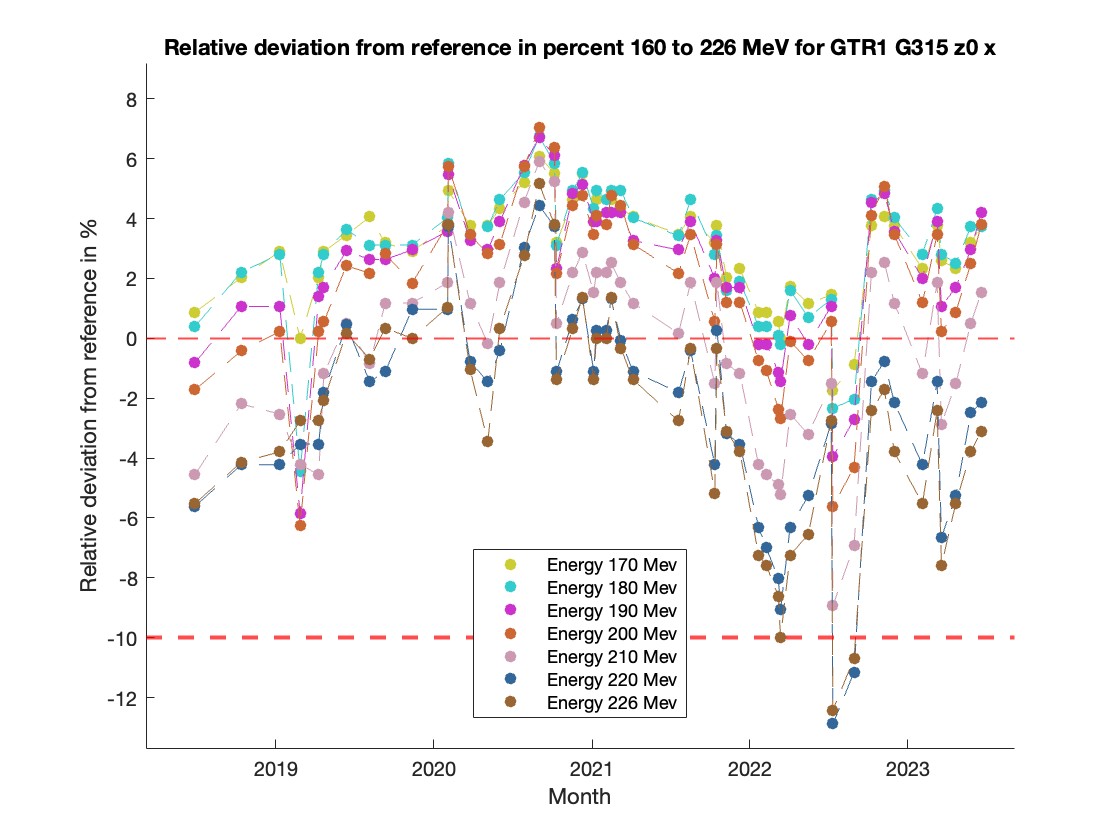 Relative deviation from reference in percent 160 to 226 MeV for GTR1 G315 z0 x
Relative deviation from reference in %
8
6
4
2
0
-2
-4
-6
-8
-10
-12
Energy 170 Mev
Energy 180 Mev
Energy 190 Mev
Energy 200 Mev
Energy 210 Mev
Energy 220 Mev
Energy 226 Mev
2019 2020 2021 2022 2023
Month